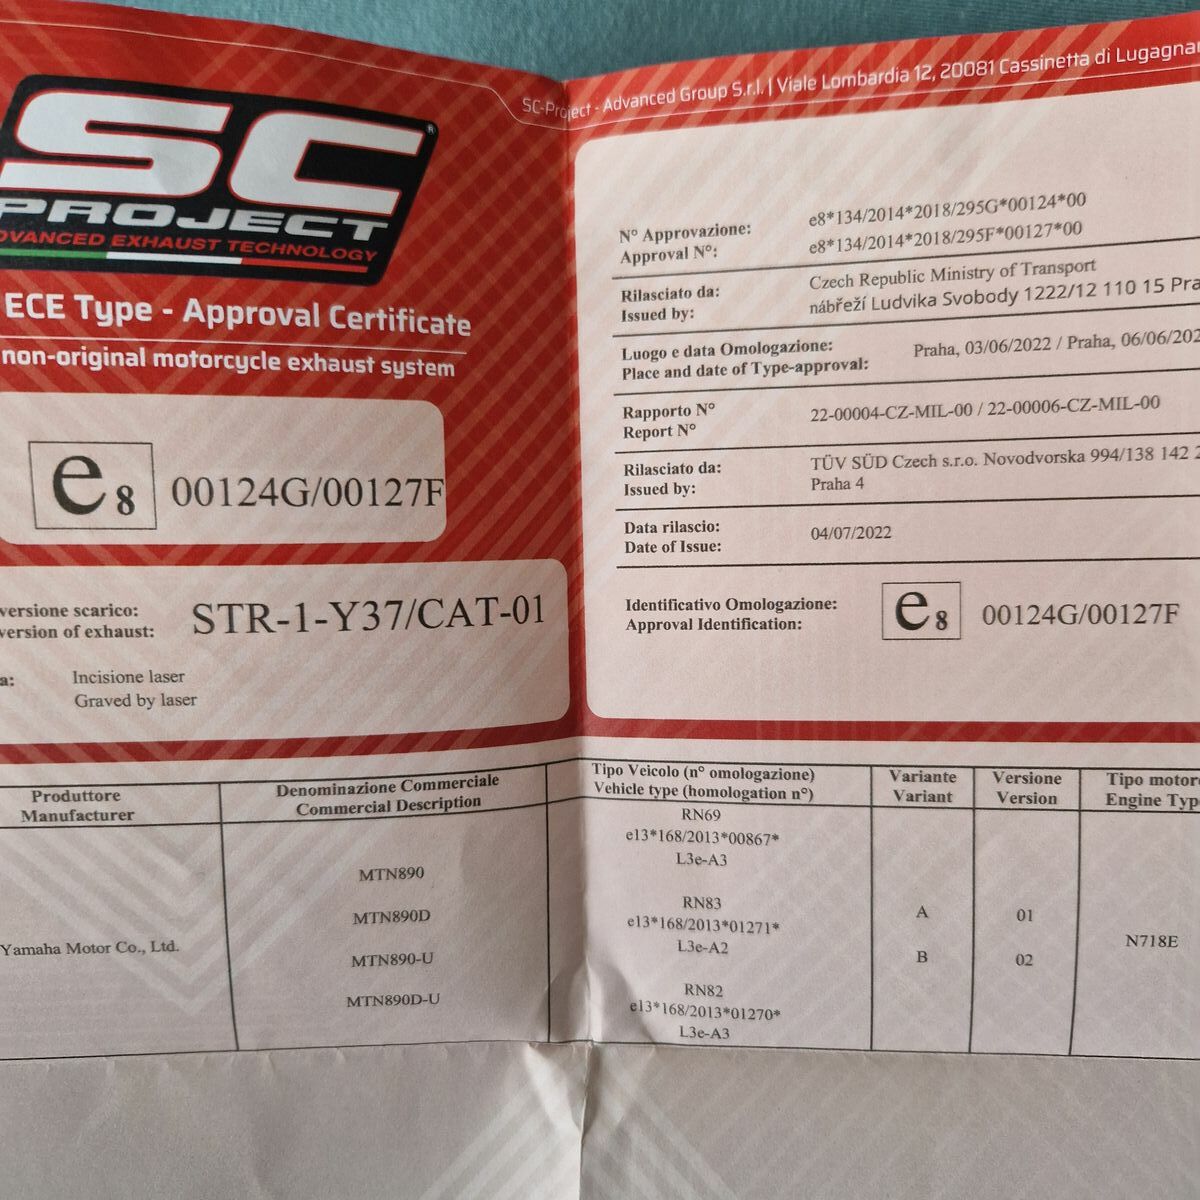 SC-Project - Advanced Group S.r.l. | Viale Lombardia 12, 20081 Cassinetta di
SC
PROJECT
ADVANCED EXHAUST TECHNOLOGY
®
ECE Type - Approval Certificate
non-original motorcycle exhaust system
e8 00124G/00127F
versione scarico:
version of exhaust:
STR-1-Y37/CAT-01
Incisione laser
Graved by laser
N° Approvazione:
Approval N°:
e8*134/2014*2018/295G*00124*00
e8*134/2014*2018/295F*00127*00
Rilasciato da:
Issued by:
Czech Republic Ministry of Transport
nábřeží Ludvika Svobody 1222/12 110 15
Luogo e data Omologazione:
Place and date of Type-approval:
Praha, 03/06/2022 / Praha,
Rapporto N°
Report N°
22-00004-CZ-MIL-00 / 22-00006-CZ-MIL-00
Rilasciato da:
Issued by:
TÜV SÜD Czech s.r.o. Novodvorska 994/138 142
Praha 4
Data rilascio:
Date of Issue:
04/07/2022
Identificativo Omologazione:
Approval Identification:
e8 00124G/00127F
Produttore
Manufacturer
Denominazione Commerciale
Commercial Description
Tipo Veicolo (n° omologazione)
Vehicle type (homologation n°)
Variante
Variant
Versione
Version
Tipo
Engine
Yamaha Motor Co., Ltd.
MTN890
MTN890D
MTN890-U
MTN890D-U
RN69
e13*168/2013*00867*
L3e-A3
RN83
e13*168/2013*01271*
L3e-A2
RN82
e13*168/2013*01270*
L3e-A3
A
B
01
02
N718E